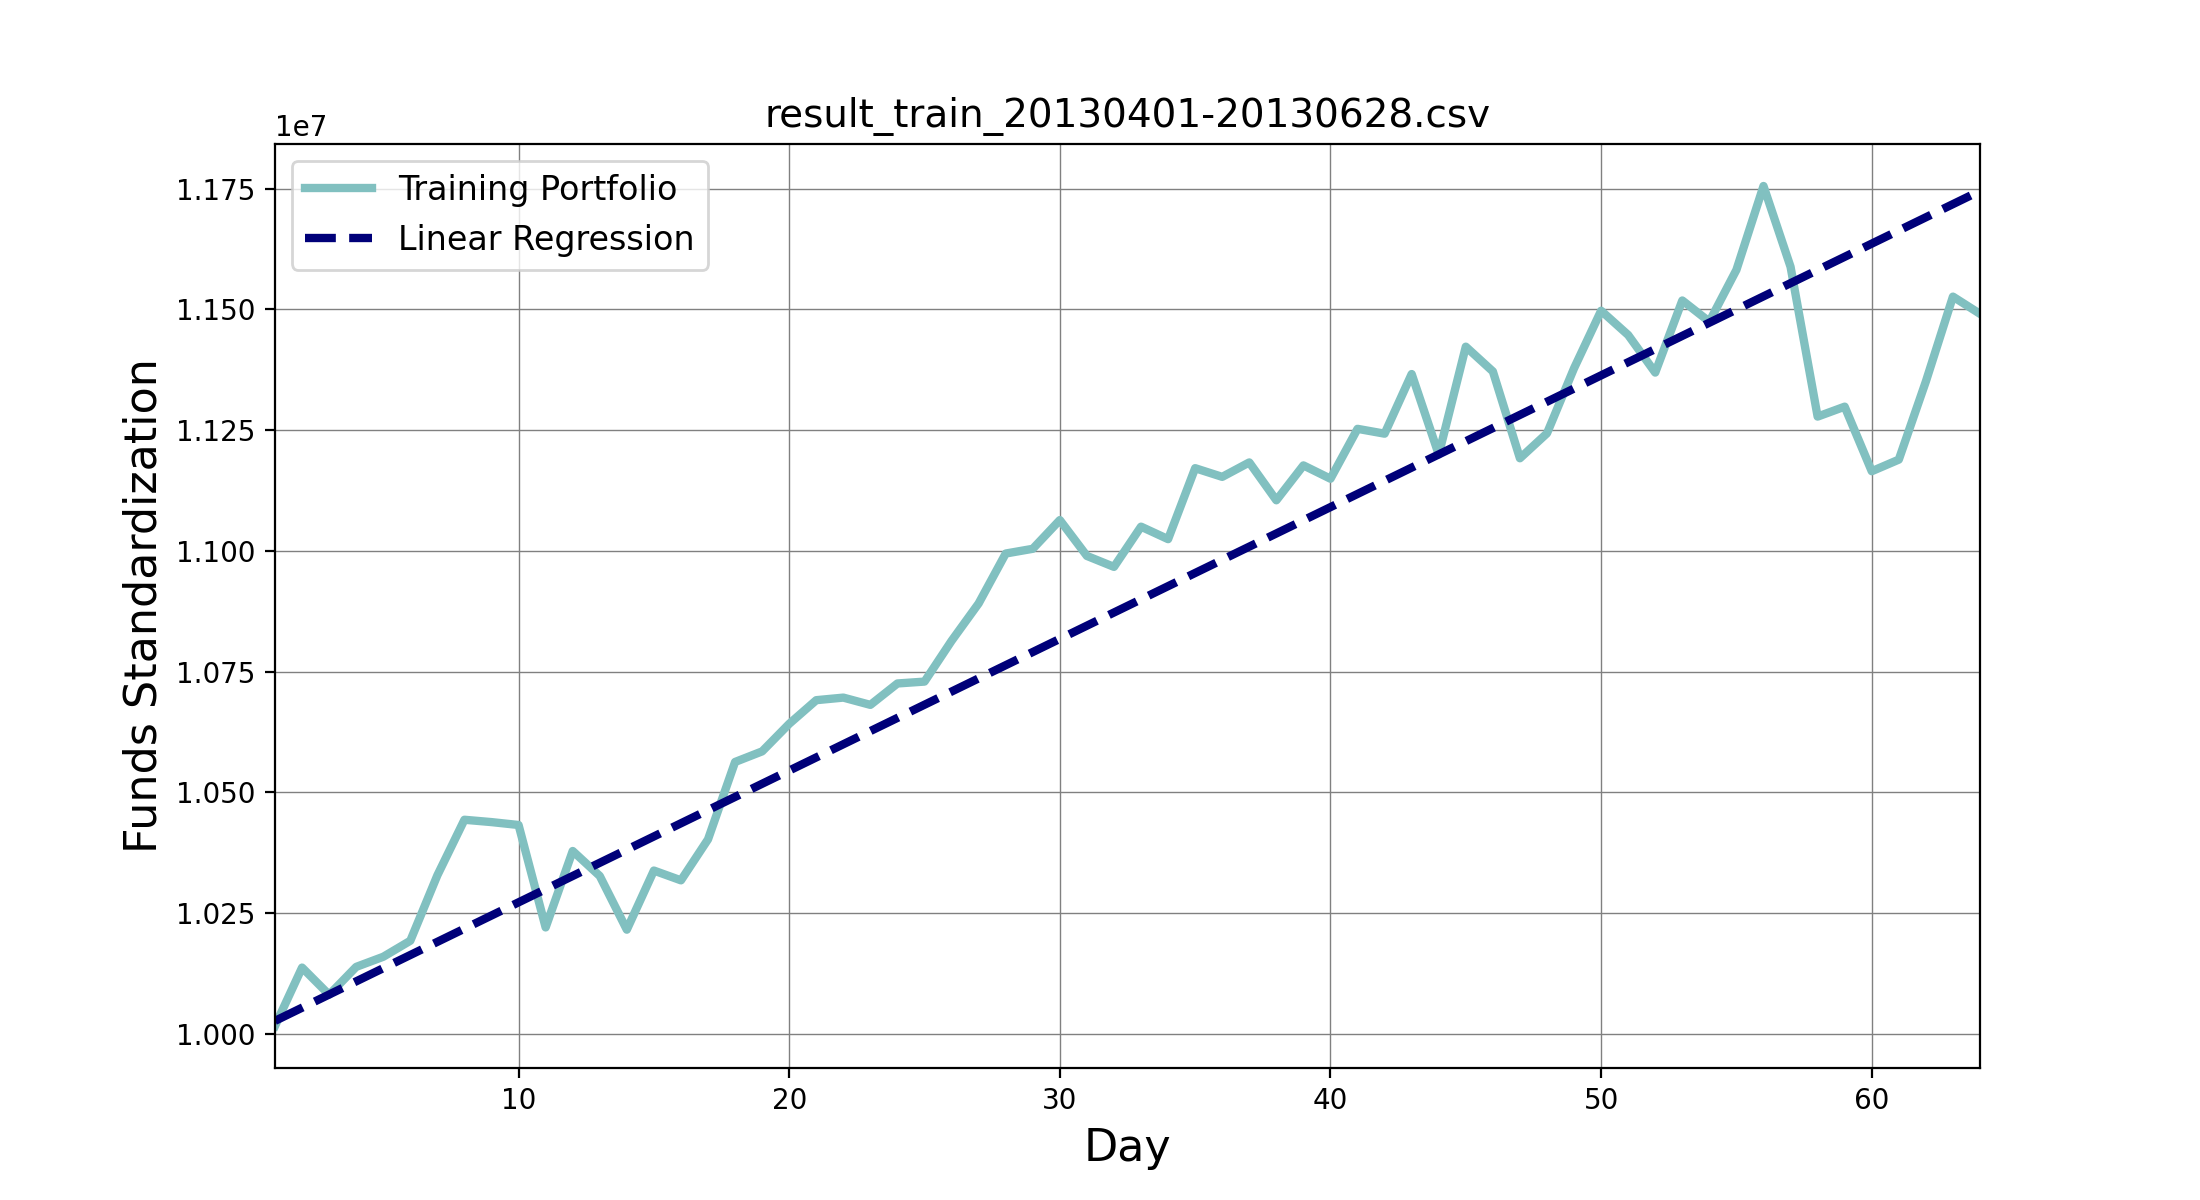 result_train_20130401-20130628.csv
1e7
Training Portfolio
Linear Regression
1.175
1.150
1.125
1.100
1.075
1.050
1.025
1.000
Funds Standardization
10 20 30 40 50 60
Day